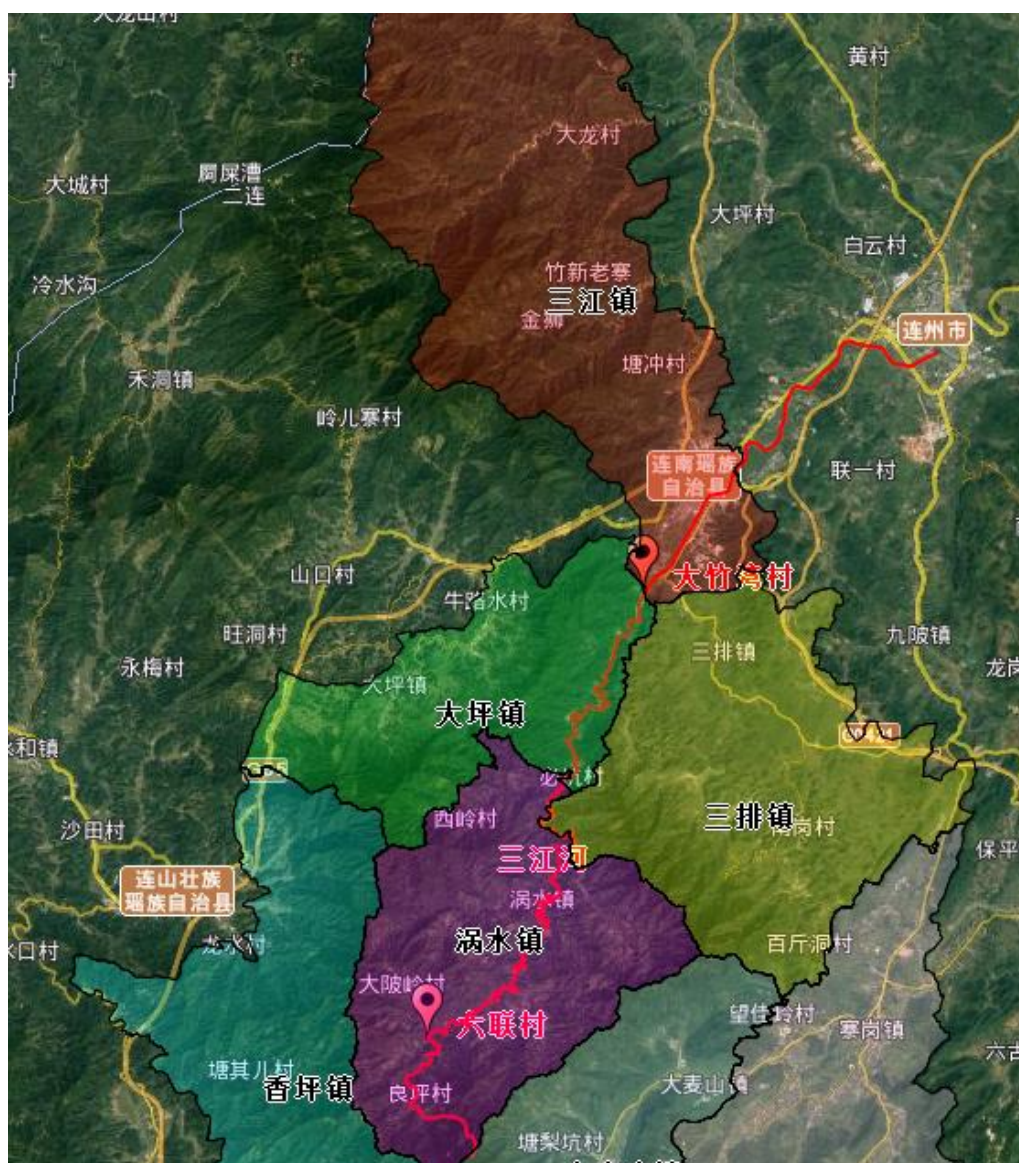 大龙山村
黄村
大龙村
屙屎漕
二连
大城村
大坪村
白云村
竹新老寨
冷水沟
三江镇
金狮
连州市
塘冲村
禾洞镇
岭儿寨村
连南瑶族
自治县
联一村
山口村
大竹湾村
牛路水村
旺洞村
九陂镇
三排镇
永梅村
龙岗
大坪镇
大坪镇
和镇
必坑村
西岭村
三排镇
南岗村
沙田村
保平
三江河
连山壮族
瑶族自治县
涡水镇
涡水镇
龙水村
百斤洞村
水口村
大陂岭村
六联村
望佳岭村
寨岗镇
六古
塘其儿村
香坪镇
良坪村
大麦山镇
塘梨坑村